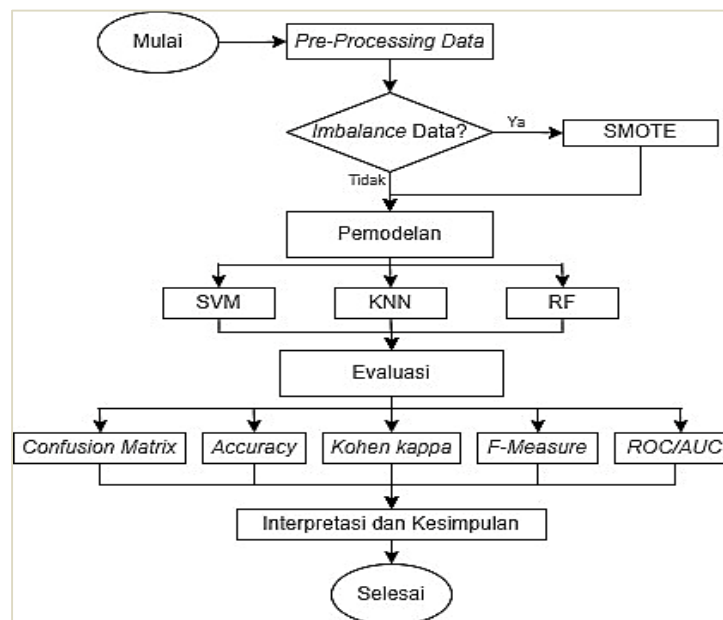 Mulai
Pre-Processing Data
Imbalance Data?
Ya
SMOTE
Tidak
Pemodelan
SVM
KNN
RF
Evaluasi
Confusion Matrix
Accuracy
Kohen kappa
F-Measure
ROC/AUC
Interpretasi dan Kesimpulan
Selesai